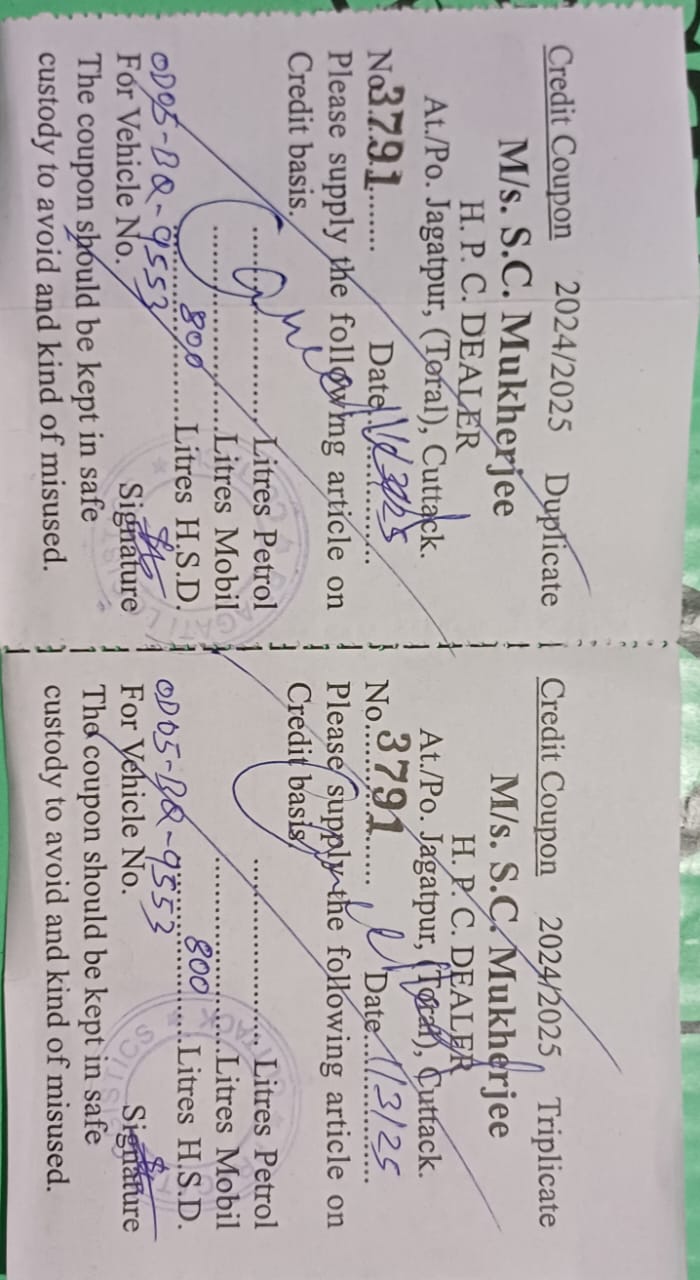 Credit Coupon 2024/2025 Duplicate
M/s. S.C. Mukherjee
H. P. C. DEALER
At./Po. Jagatpur, (Toral), Cuttack.
No.3791....... Date...............
Please supply the following article on
Credit basis.
Cancel
........................ Litres Petrol
........................ Litres Mobil
800 Litres H.S.D.
OD05-DQ-9553
For Vehicle No. Signature
The coupon should be kept in safe
custody to avoid and kind of misused.
Credit Coupon 2024/2025 Triplicate
M/s. S.C. Mukherjee
H. P. C. DEALER
At./Po. Jagatpur, (Toral), Cuttack.
No....3791..... Date 1/3/25
Please supply the following article on
Credit basis.
........................ Litres Petrol
........................ Litres Mobil
800 Litres H.S.D.
OD05-DQ-9553
For Vehicle No. Signature
The coupon should be kept in safe
custody to avoid and kind of misused.